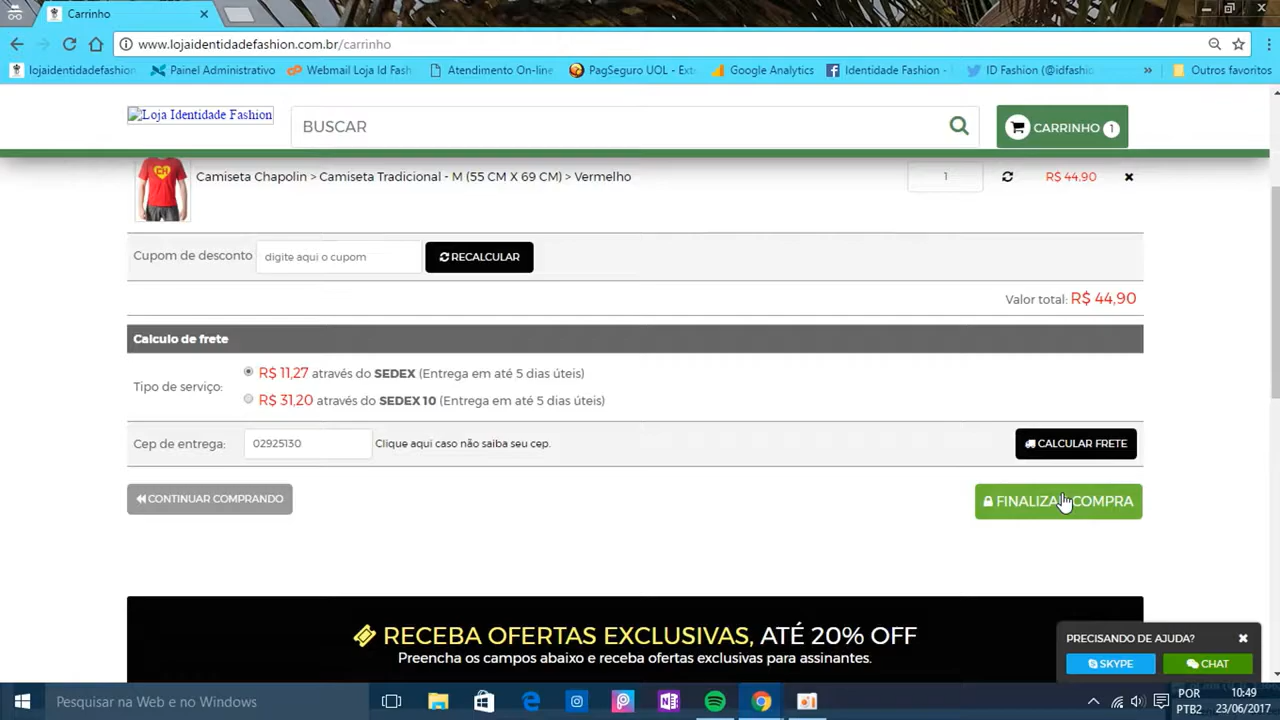 Carrinho
www.lojaidentidadefashion.com.br/carrinho
lojaidentidadefashion
Painel Administrativo
Webmail Loja Id Fash
Atendimento On-line
PagSeguro UOL - Ext
Google Analytics
Identidade Fashion -
ID Fashion (@idfashio
»
Outros favoritos
Loja Identidade Fashion
BUSCAR
CARRINHO 1
Camiseta Chapolin > Camiseta Tradicional - M (55 CM X 69 CM) > Vermelho
1
R$ 44,90
CH
Cupom de desconto
digite aqui o cupom
RECALCULAR
Valor total: R$ 44,90
Calculo de frete
Tipo de serviço:
R$ 11,27 através do SEDEX (Entrega em até 5 dias úteis)
R$ 31,20 através do SEDEX 10 (Entrega em até 5 dias úteis)
Cep de entrega:
02925130
Clique aqui caso não saiba seu cep.
CALCULAR FRETE
CONTINUAR COMPRANDO
FINALIZAR COMPRA
RECEBA OFERTAS EXCLUSIVAS, ATÉ 20% OFF
Preencha os campos abaixo e receba ofertas exclusivas para assinantes.
PRECISANDO DE AJUDA?
SKYPE
CHAT
Pesquisar na Web e no Windows
POR
PTB2
10:49
23/06/2017